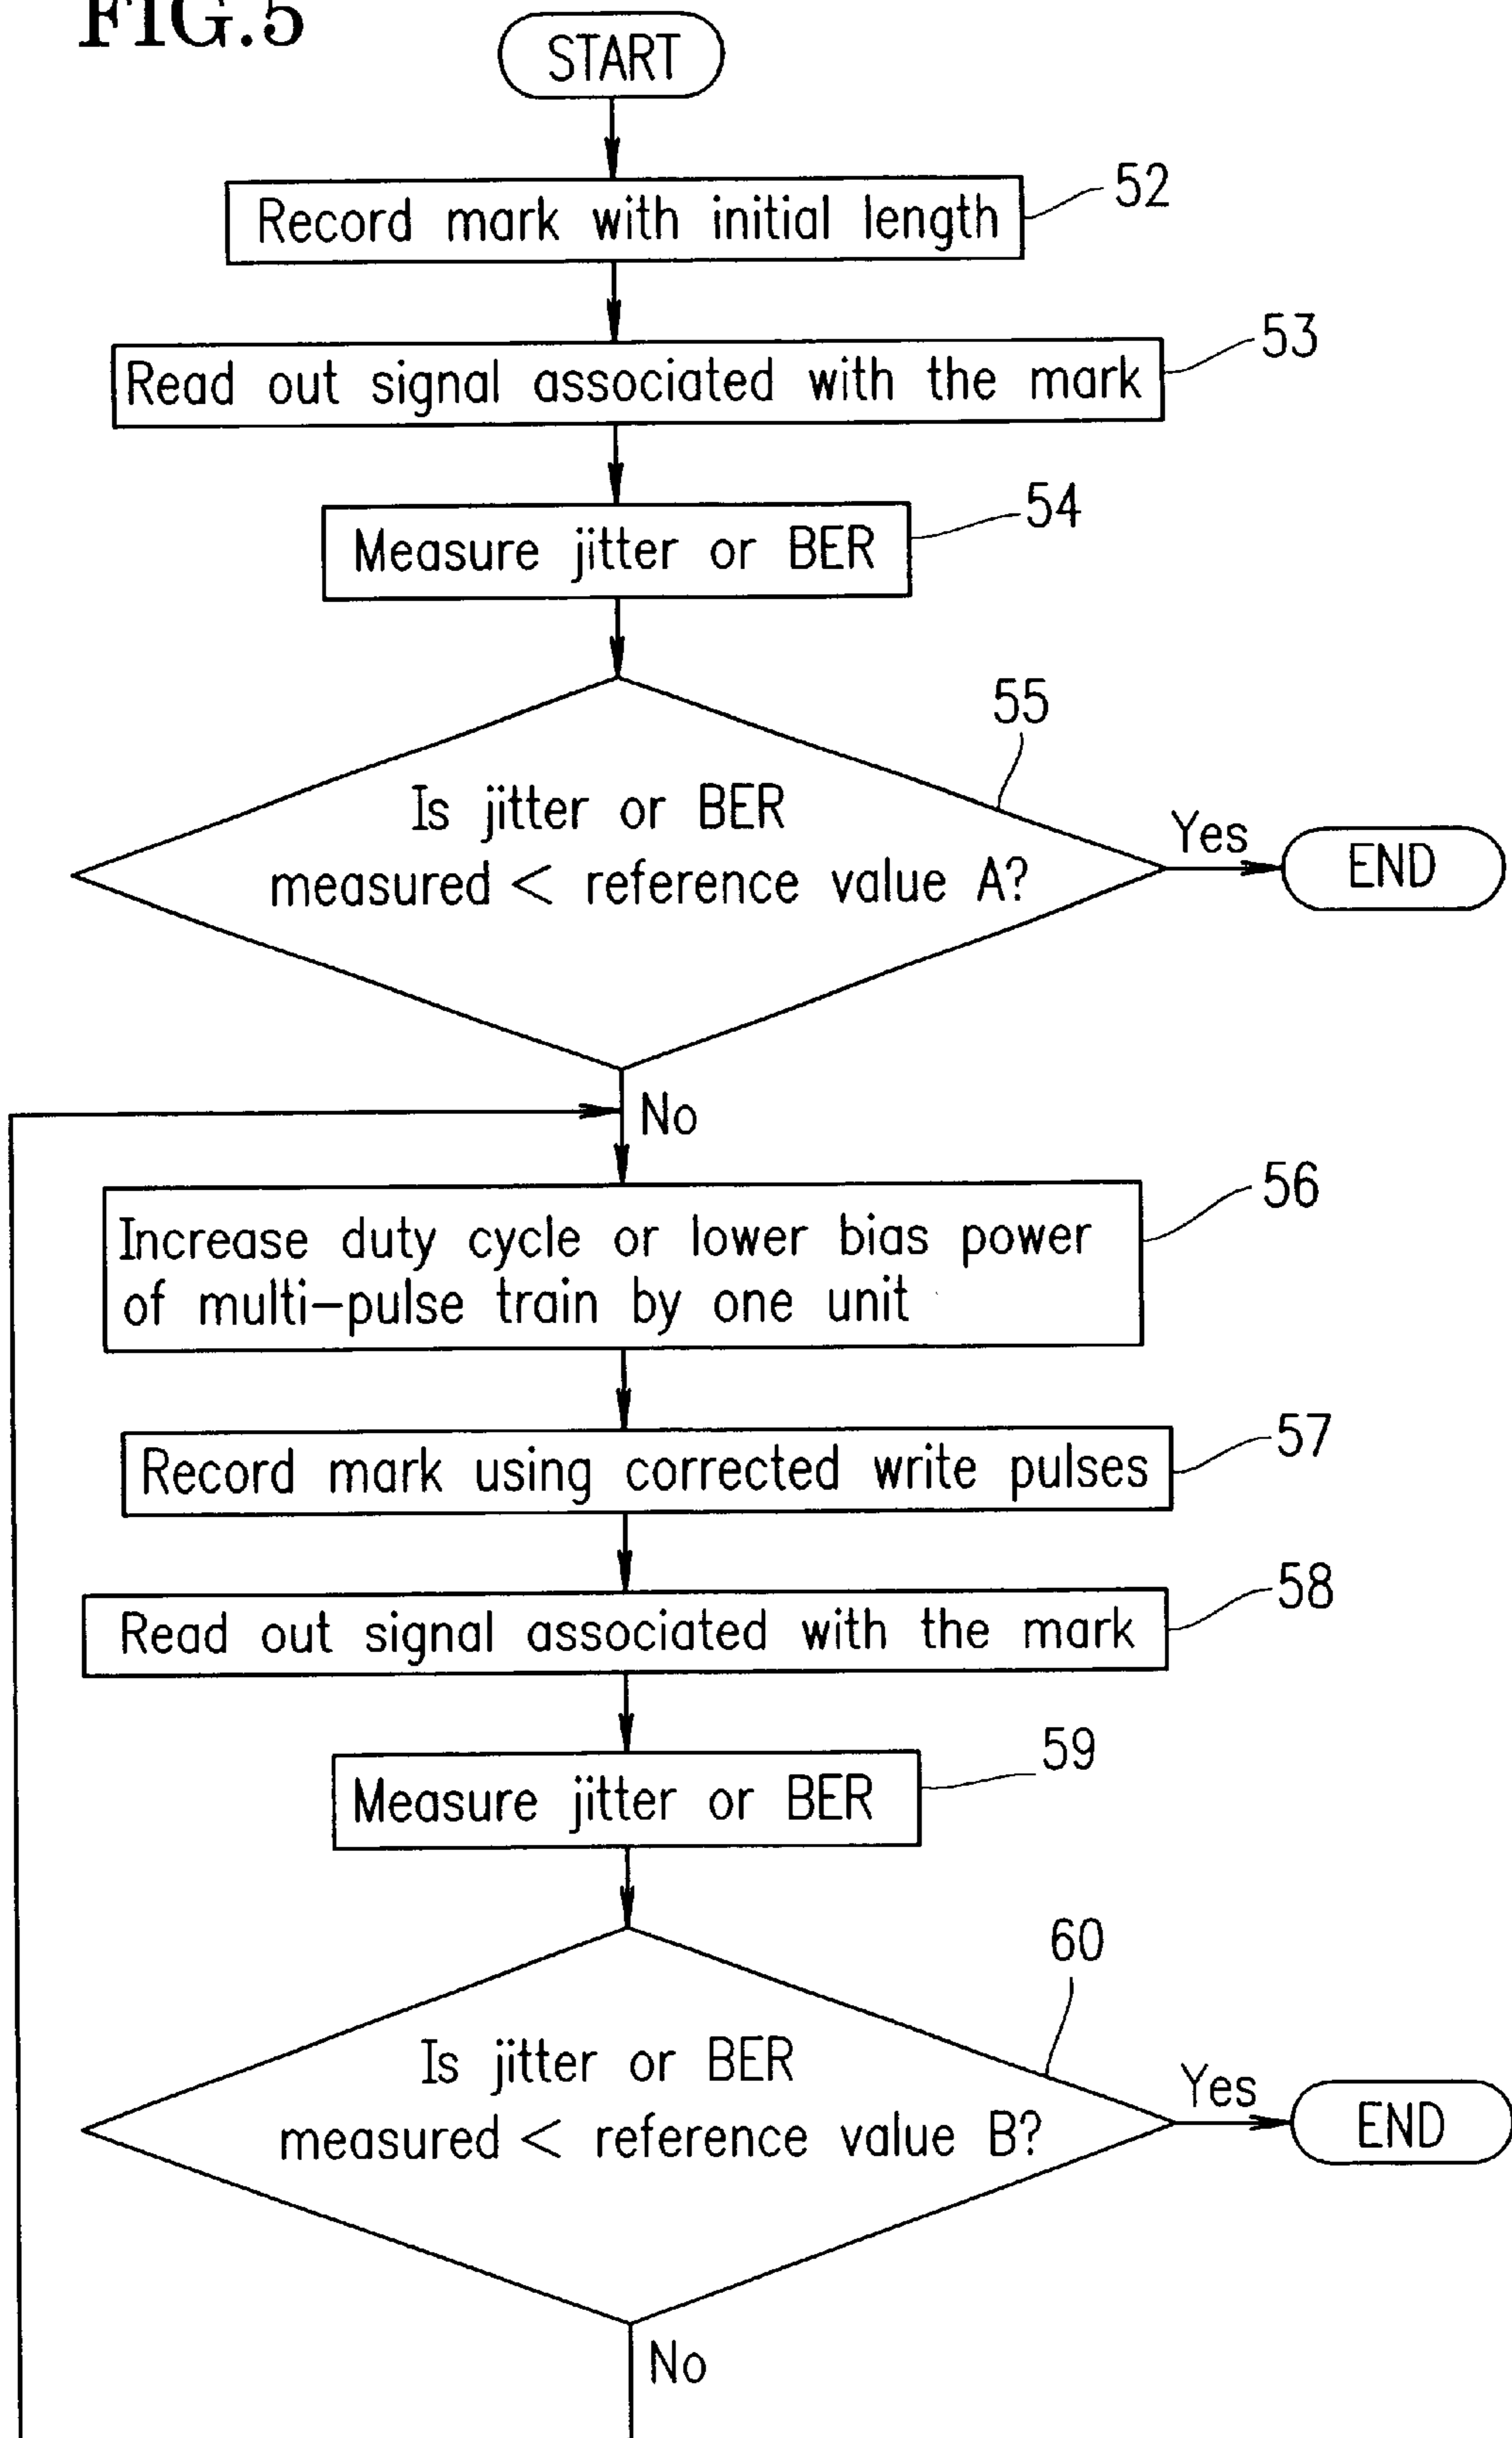 FIG.5
START
Record mark with initial length
52
Read out signal associated with the mark
53
Measure jitter or BER
54
55
Is jitter or BER
measured < reference value A?
Yes
END
No
Increase duty cycle or lower bias power
of multi-pulse train by one unit
56
Record mark using corrected write pulses
57
Read out signal associated with the mark
58
Measure jitter or BER
59
60
Is jitter or BER
measured < reference value B?
Yes
END
No